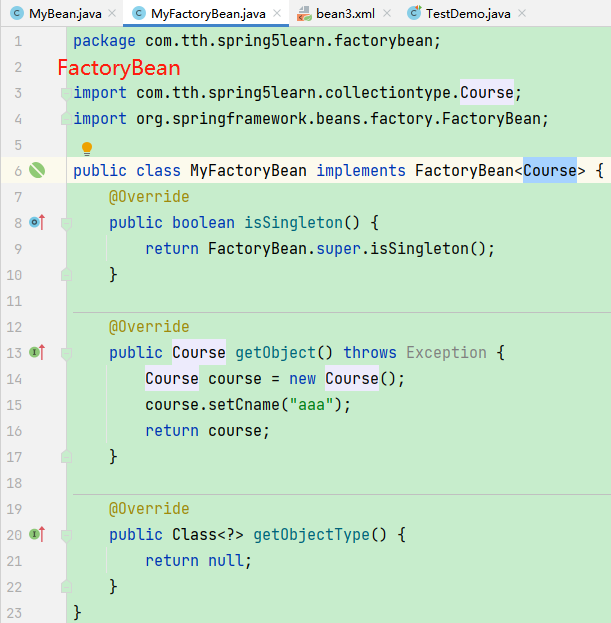 MyBean.java × MyFactoryBean.java × bean3.xml × TestDemo.java ×
1 package com.tth.spring5learn.factorybean;
2 FactoryBean
3 import com.tth.spring5learn.collectiontype.Course;
4 import org.springframework.beans.factory.FactoryBean;
5
6 public class MyFactoryBean implements FactoryBean<Course> {
7 @Override
8 public boolean isSingleton() {
9 return FactoryBean.super.isSingleton();
10 }
11
12 @Override
13 public Course getObject() throws Exception {
14 Course course = new Course();
15 course.setCname("aaa");
16 return course;
17 }
18
19 @Override
20 public Class<?> getObjectType() {
21 return null;
22 }
23 }